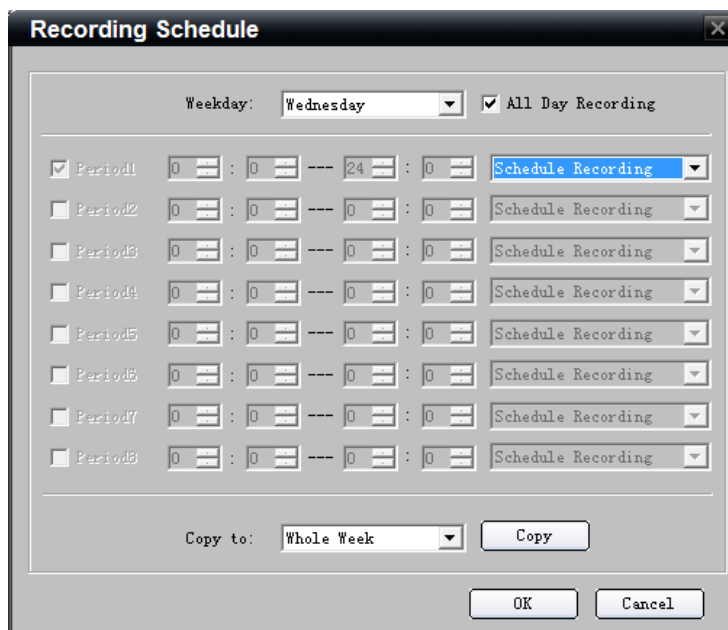 Recording Schedule
Weekday: Wednesday All Day Recording
Period1 0 : 0 --- 24 : 0 Schedule Recording
Period2 0 : 0 --- 0 : 0 Schedule Recording
Period3 0 : 0 --- 0 : 0 Schedule Recording
Period4 0 : 0 --- 0 : 0 Schedule Recording
Period5 0 : 0 --- 0 : 0 Schedule Recording
Period6 0 : 0 --- 0 : 0 Schedule Recording
Period7 0 : 0 --- 0 : 0 Schedule Recording
Period8 0 : 0 --- 0 : 0 Schedule Recording
Copy to: Whole Week Copy
OK Cancel